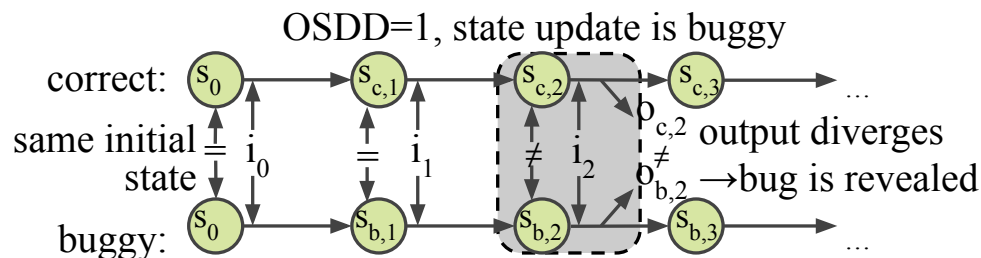 OSDD=1, state update is buggy
correct: s0 sc,1 sc,2 sc,3 ...
oc,2
same initial = i0 = i1 ≠ i2 ≠ output diverges
state
ob,2 →bug is revealed
buggy: s0 sb,1 sb,2 sb,3 ...